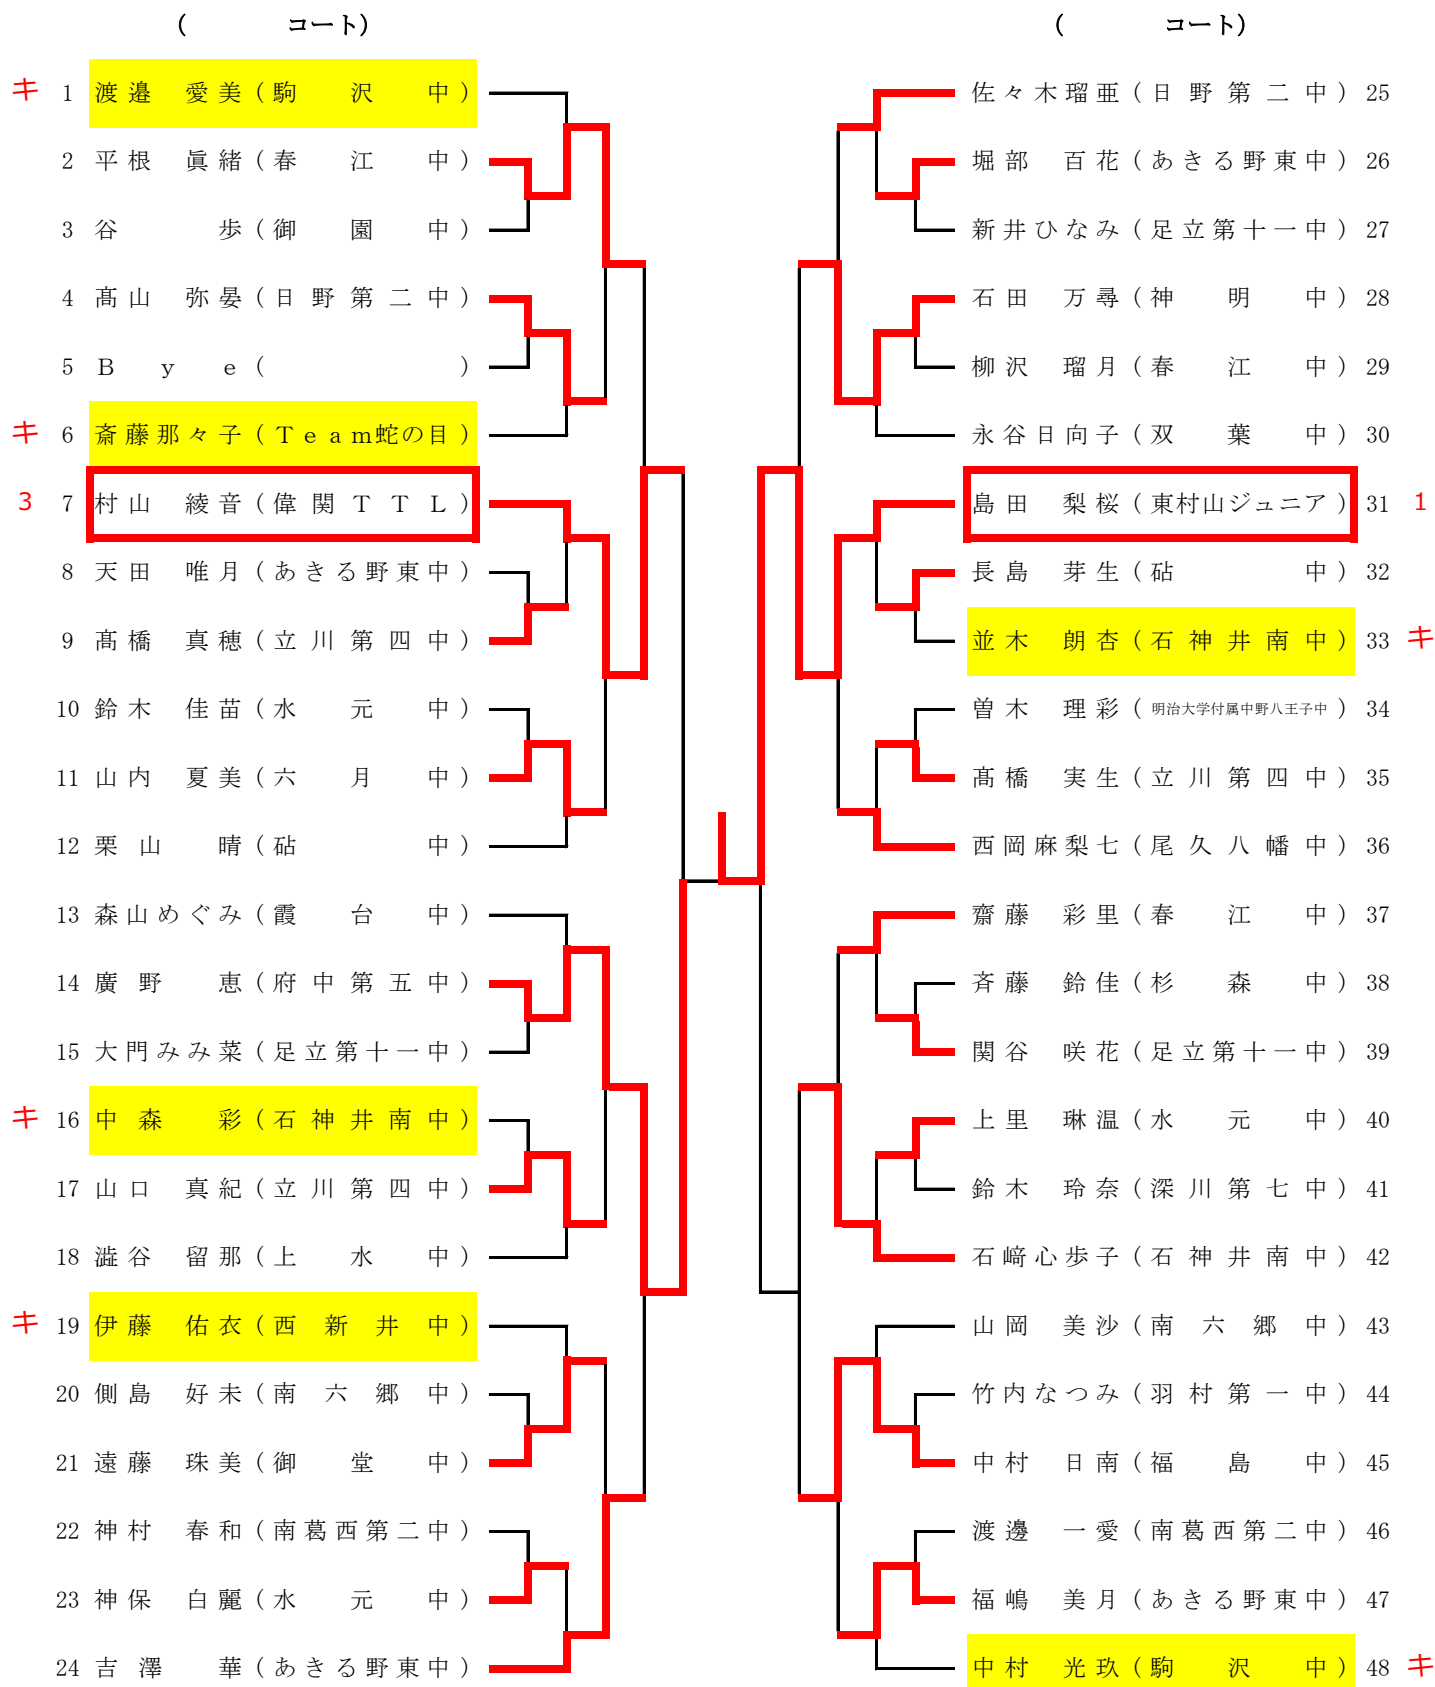 ( コート)
キ 1 渡邉 愛美 (駒沢中)
2 平根 眞緒 (春江中)
3 谷 歩 (御園中)
4 髙山 弥晏 (日野第二中)
5 Bye ( )
キ 6 斎藤那々子 (Team蛇の目)
3 7 村山 綾音 (偉関TTL)
8 天田 唯月 (あきる野東中)
9 髙橋 真穂 (立川第四中)
10 鈴木 佳苗 (水元中)
11 山内 夏美 (六月中)
12 栗山 晴 (砧中)
13 森山めぐみ (霞台中)
14 廣野 恵 (府中第五中)
15 大門みみ菜 (足立第十一中)
キ 16 中森 彩 (石神井南中)
17 山口 真紀 (立川第四中)
18 澁谷 留那 (上水中)
キ 19 伊藤 佑衣 (西新井中)
20 側島 好未 (南六郷中)
21 遠藤 珠美 (御堂中)
22 神村 春和 (南葛西第二中)
23 神保 白麗 (水元中)
24 吉澤 華 (あきる野東中)
( コート)
佐々木瑠亜 (日野第二中) 25
堀部 百花 (あきる野東中) 26
新井ひなみ (足立第十一中) 27
石田 万尋 (神明中) 28
柳沢 瑠月 (春江中) 29
永谷日向子 (双葉中) 30
島田 梨桜 (東村山ジュニア) 31 1
長島 芽生 (砧中) 32
並木 朗杏 (石神井南中) 33 キ
曽木 理彩 (明治大学付属中野八王子中) 34
髙橋 実生 (立川第四中) 35
西岡麻梨七 (尾久八幡中) 36
齋藤 彩里 (春江中) 37
斉藤 鈴佳 (杉森中) 38
関谷 咲花 (足立第十一中) 39
上里 琳温 (水元中) 40
鈴木 玲奈 (深川第七中) 41
石﨑心歩子 (石神井南中) 42
山岡 美沙 (南六郷中) 43
竹内なつみ (羽村第一中) 44
中村 日南 (福島中) 45
渡邊 一愛 (南葛西第二中) 46
福嶋 美月 (あきる野東中) 47
中村 光玖 (駒沢中) 48 キ